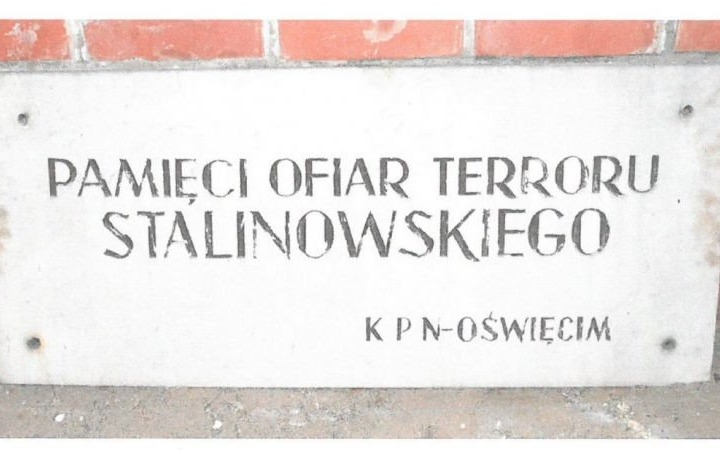 PAMIĘCI OFIAR TERRORU
STALINOWSKIEGO
K P N-OŚWIĘCIM